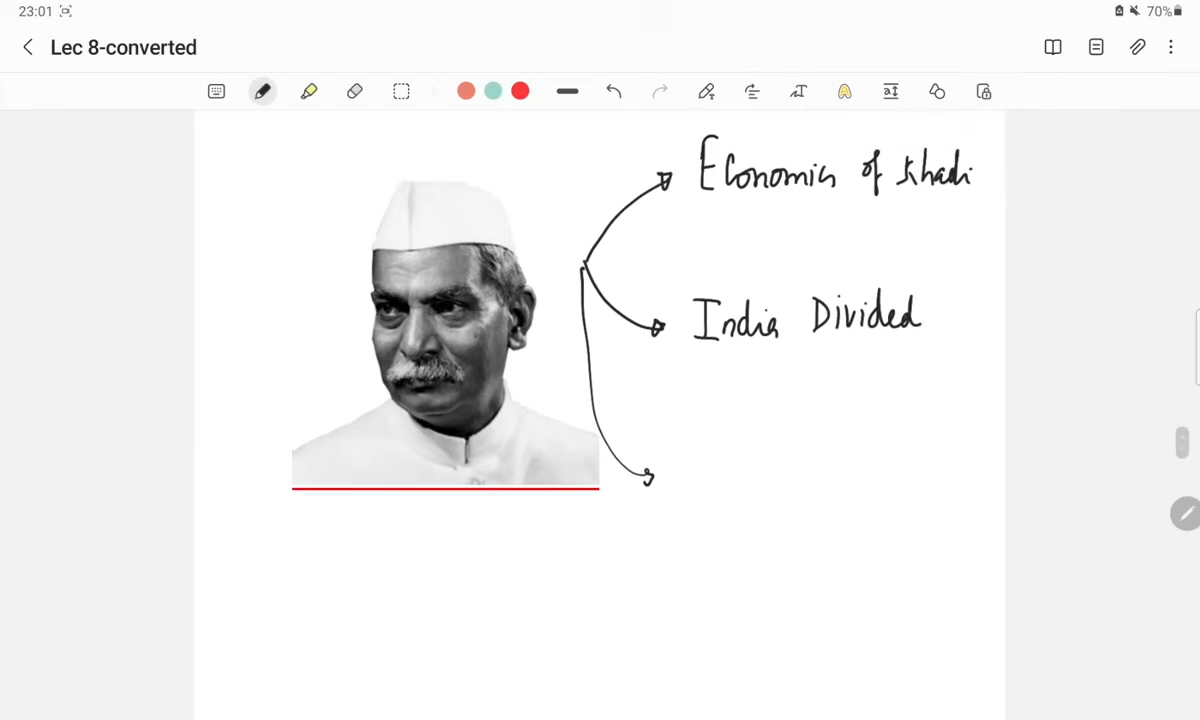 23:01
70%
Lec 8-converted
Economics of Khadi
India Divided